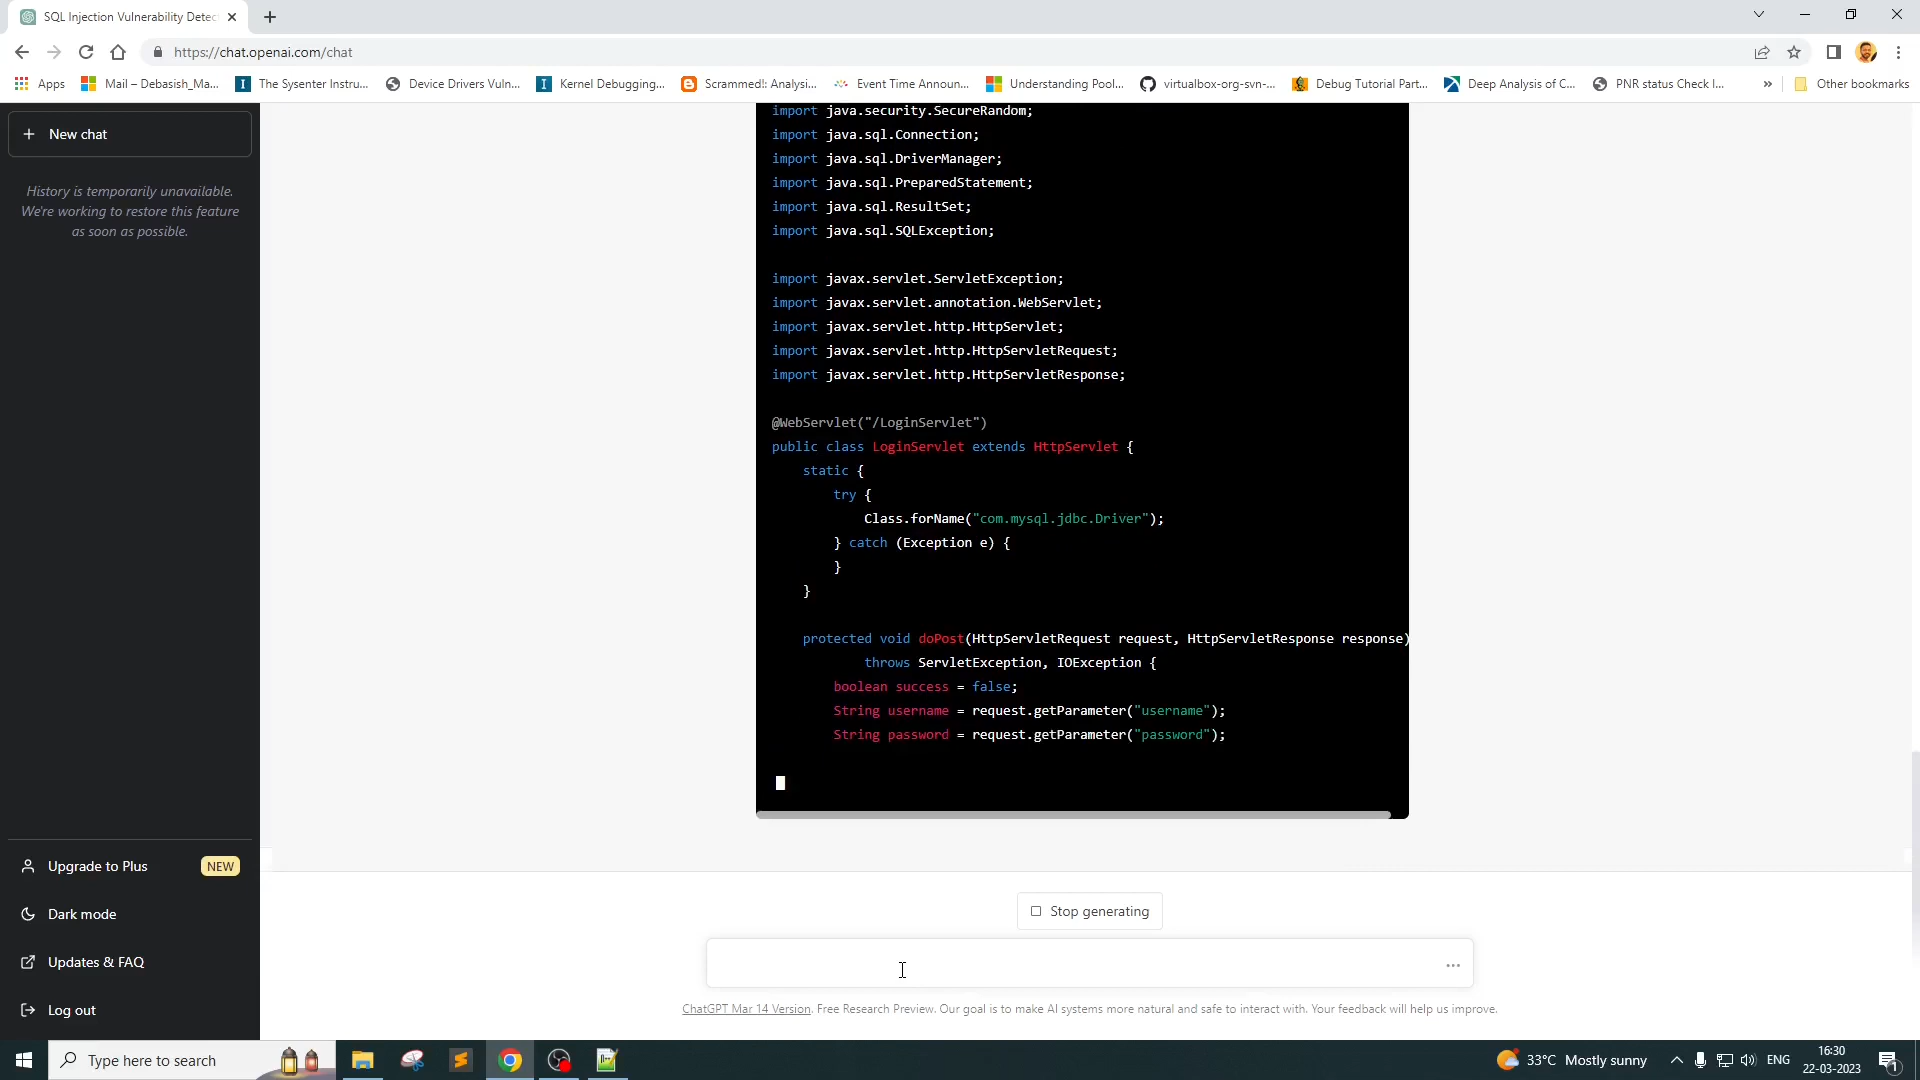 SQL Injection Vulnerability Detec
https://chat.openai.com/chat
Apps
Mail – Debasish_Ma...
The Sysenter Instru...
Device Drivers Vuln...
Kernel Debugging,...
Scrammed!: Analysi...
Event Time Announ...
Understanding Pool...
virtualbox-org-svn-...
Debug Tutorial Part...
Deep Analysis of C...
PNR status Check I...
»
Other bookmarks
+ New chat
History is temporarily unavailable.
We're working to restore this feature
as soon as possible.
import java.security.SecureRandom;
import java.sql.Connection;
import java.sql.DriverManager;
import java.sql.PreparedStatement;
import java.sql.ResultSet;
import java.sql.SQLException;
import javax.servlet.ServletException;
import javax.servlet.annotation.WebServlet;
import javax.servlet.http.HttpServlet;
import javax.servlet.http.HttpServletRequest;
import javax.servlet.http.HttpServletResponse;
@WebServlet("/LoginServlet")
public class LoginServlet extends HttpServlet {
static {
try {
Class.forName("com.mysql.jdbc.Driver");
} catch (Exception e) {
}
}
protected void doPost(HttpServletRequest request, HttpServletResponse response)
throws ServletException, IOException {
boolean success = false;
String username = request.getParameter("username");
String password = request.getParameter("password");
Upgrade to Plus NEW
Dark mode
Updates & FAQ
Log out
Stop generating
ChatGPT Mar 14 Version. Free Research Preview. Our goal is to make AI systems more natural and safe to interact with. Your feedback will help us improve.
Type here to search
33°C Mostly sunny
ENG
16:30
22-03-2023
1